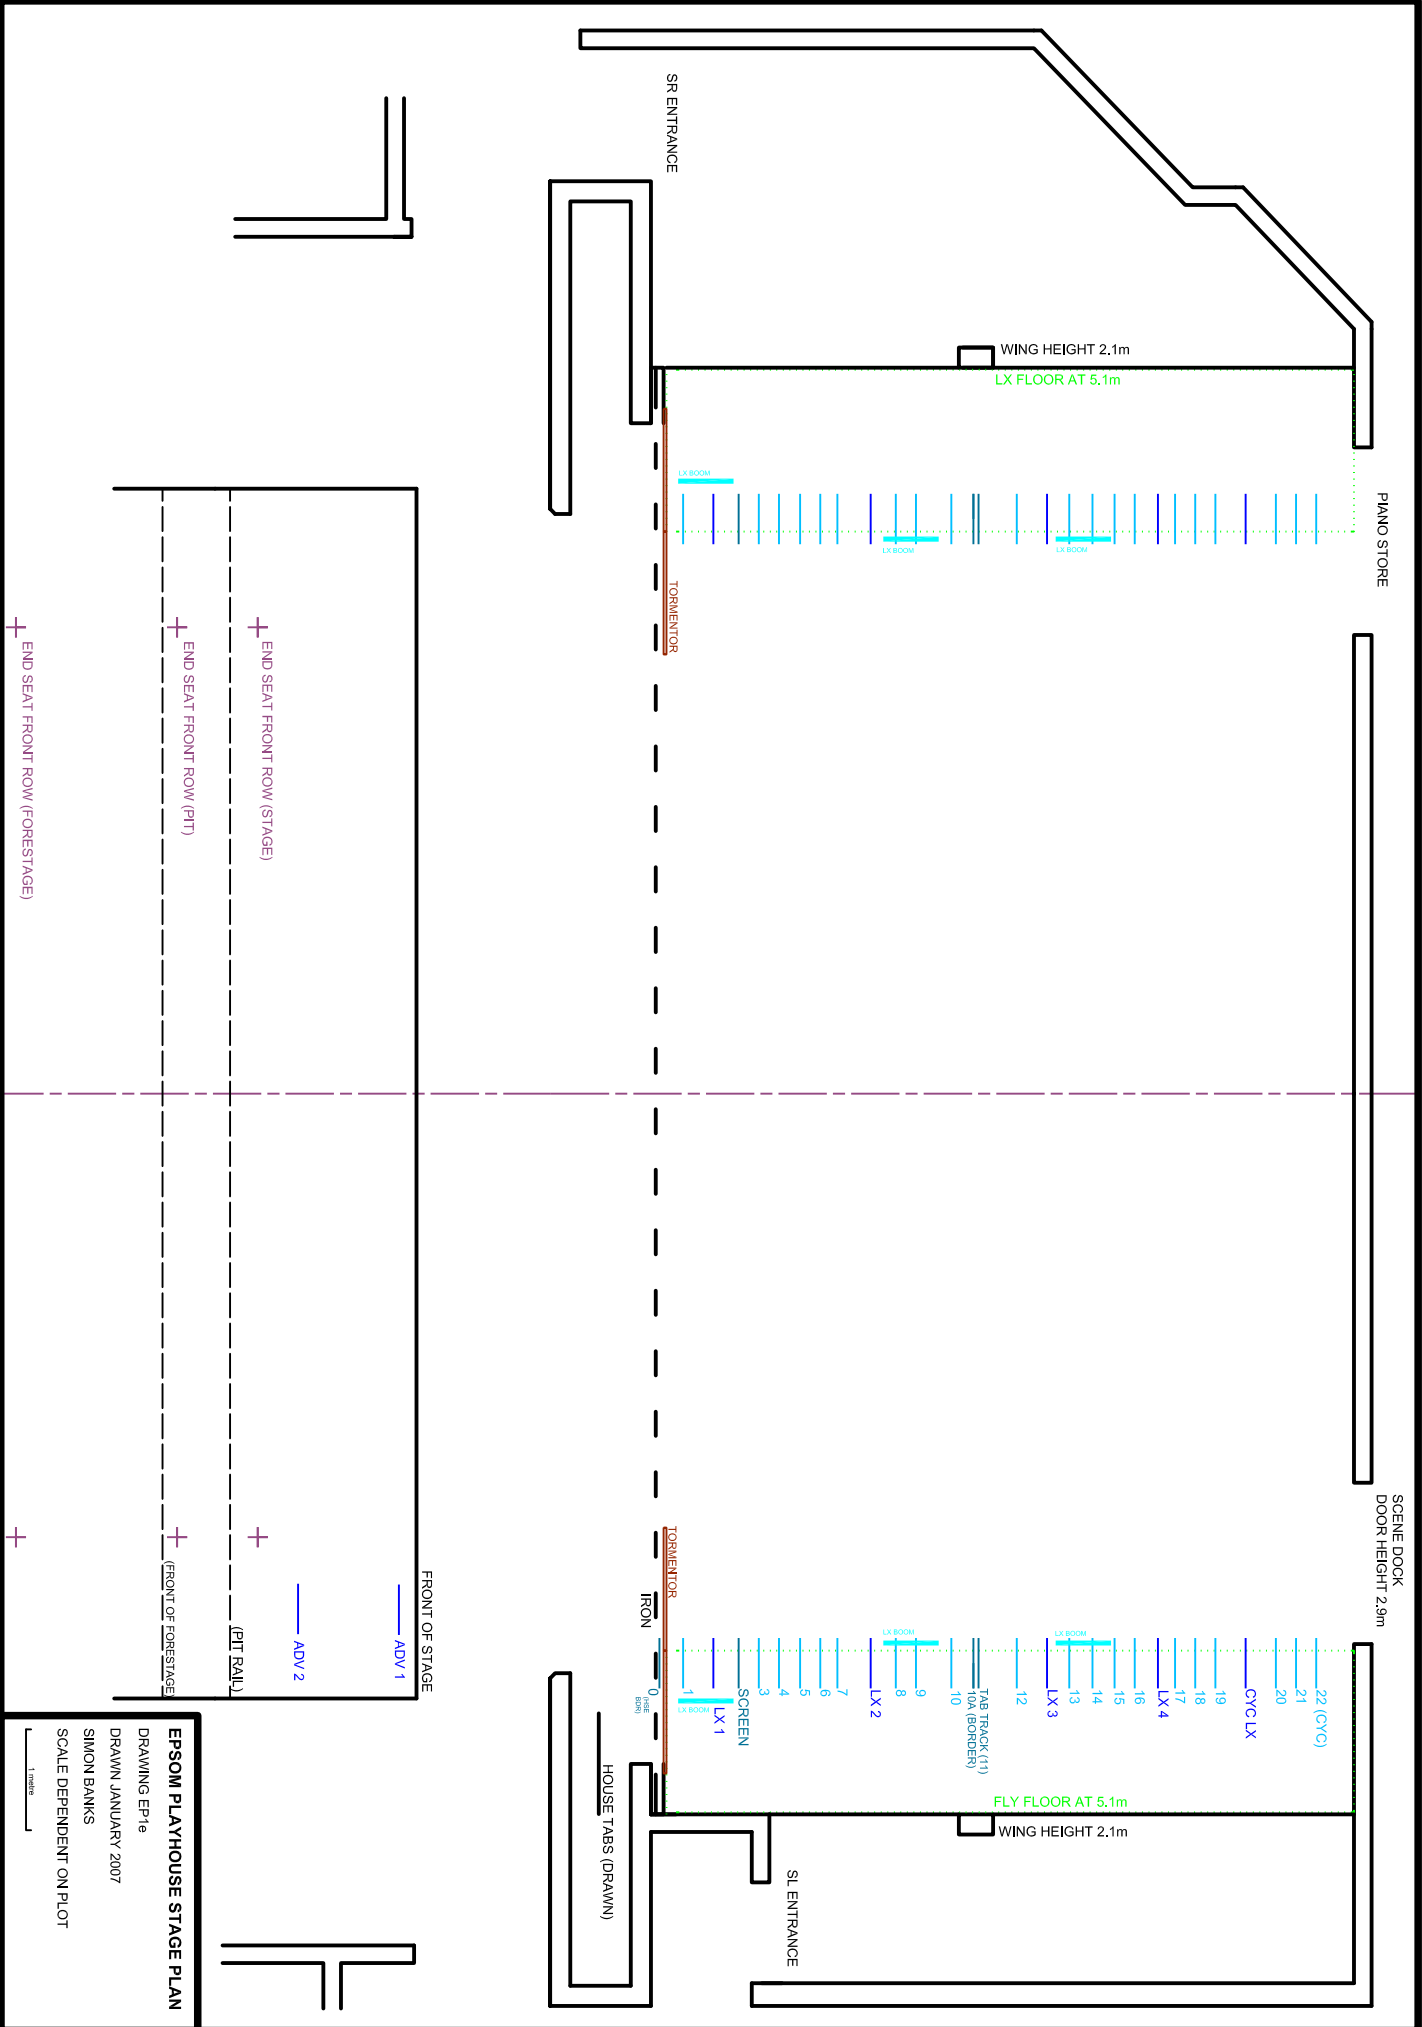 SR ENTRANCE
WING HEIGHT 2.1m
LX FLOOR AT 5.1m
PIANO STORE
LX BOOM
LX BOOM
LX BOOM
TORMENTOR
END SEAT FRONT ROW (STAGE)
END SEAT FRONT ROW (PIT)
END SEAT FRONT ROW (FORESTAGE)
SCENE DOCK
DOOR HEIGHT 2.9m
TORMENTOR
IRON
FRONT OF STAGE
ADV 1
ADV 2
(PIT RAIL)
(FRONT OF FORESTAGE)
LX BOOM
LX BOOM
LX BOOM
22 (CYC)
21
20
CYC LX
19
18
17
LX 4
16
15
14
13
LX 3
12
TAB TRACK (11)
10A (BORDER)
10
9
8
LX 2
7
6
5
4
3
SCREEN
LX 1
1
0
(HSE
BDR)
FLY FLOOR AT 5.1m
WING HEIGHT 2.1m
HOUSE TABS (DRAWN)
SL ENTRANCE
EPSOM PLAYHOUSE STAGE PLAN
DRAWING EP1e
DRAWN JANUARY 2007
SIMON BANKS
SCALE DEPENDENT ON PLOT
1 metre